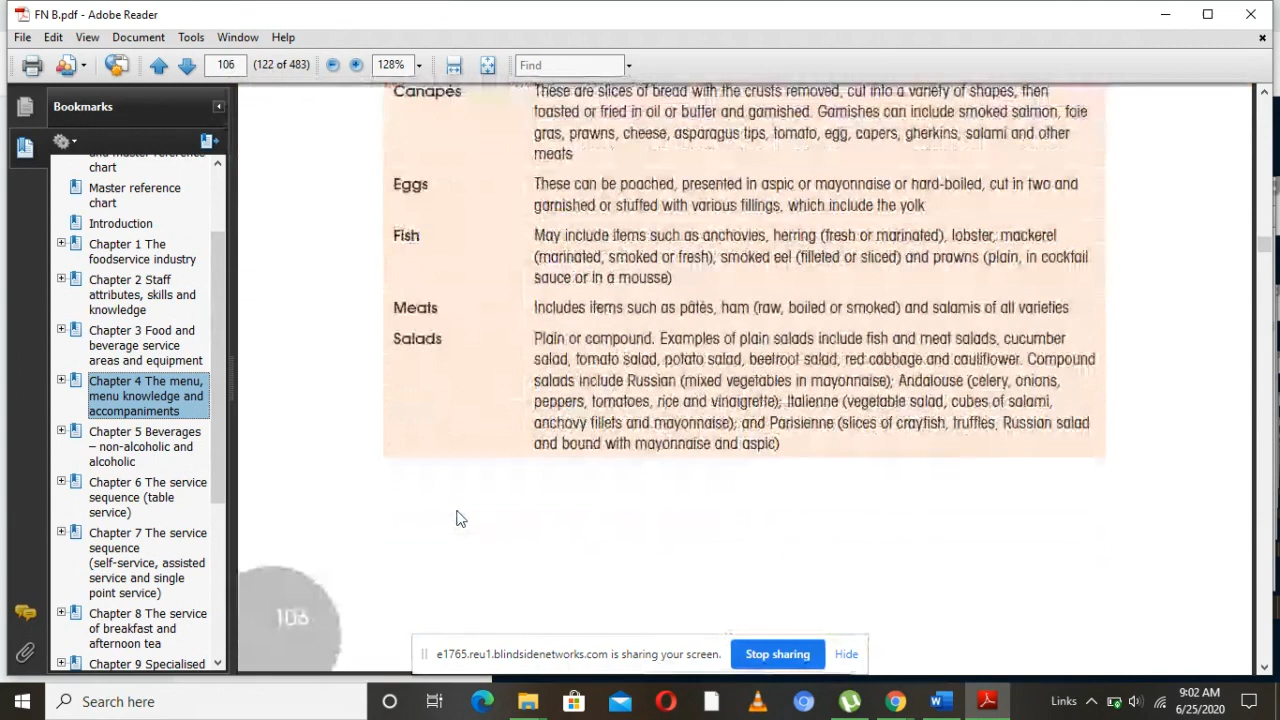 FN B.pdf - Adobe Reader
File Edit View Document Tools Window Help
106 (122 of 483) 128% Find
Bookmarks
and master reference
chart
Master reference
chart
Introduction
Chapter 1 The
foodservice industry
Chapter 2 Staff
attributes, skills and
knowledge
Chapter 3 Food and
beverage service
areas and equipment
Chapter 4 The menu,
menu knowledge and
accompaniments
Chapter 5 Beverages
– non-alcoholic and
alcoholic
Chapter 6 The service
sequence (table
service)
Chapter 7 The service
sequence
(self-service, assisted
service and single
point service)
Chapter 8 The service
of breakfast and
afternoon tea
Chapter 9 Specialised
Canapés These are slices of bread with the crusts removed, cut into a variety of shapes, then
toasted or fried in oil or butter and garnished. Garnishes can include smoked salmon, foie
gras, prawns, cheese, asparagus tips, tomato, egg, capers, gherkins, salami and other
meats
Eggs These can be poached, presented in aspic or mayonnaise or hard-boiled, cut in two and
garnished or stuffed with various fillings, which include the yolk
Fish May include items such as anchovies, herring (fresh or marinated), lobster, mackerel
(marinated, smoked or fresh), smoked eel (filleted or sliced) and prawns (plain, in cocktail
sauce or in a mousse)
Meats Includes items such as pâtés, ham (raw, boiled or smoked) and salamis of all varieties
Salads Plain or compound. Examples of plain salads include fish and meat salads, cucumber
salad, tomato salad, potato salad, beetroot salad, red cabbage and cauliflower. Compound
salads include Russian (mixed vegetables in mayonnaise); Andalouse (celery, onions,
peppers, tomatoes, rice and vinaigrette); Italienne (vegetable salad, cubes of salami,
anchovy fillets and mayonnaise); and Parisienne (slices of crayfish, truffles, Russian salad
and bound with mayonnaise and aspic)
106
e1765.reu1.blindsidenetworks.com is sharing your screen. Stop sharing Hide
Search here
Links
9:02 AM
6/25/2020